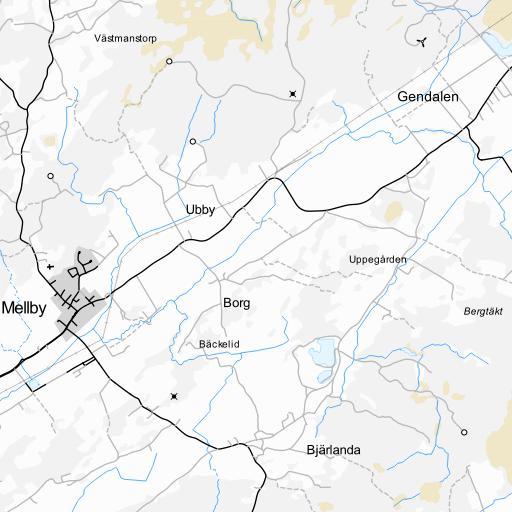 Västmanstorp
Gendalen
Ubby
Uppegården
Mellby
Borg
Bergtäkt
Bäckelid
Bjärlanda